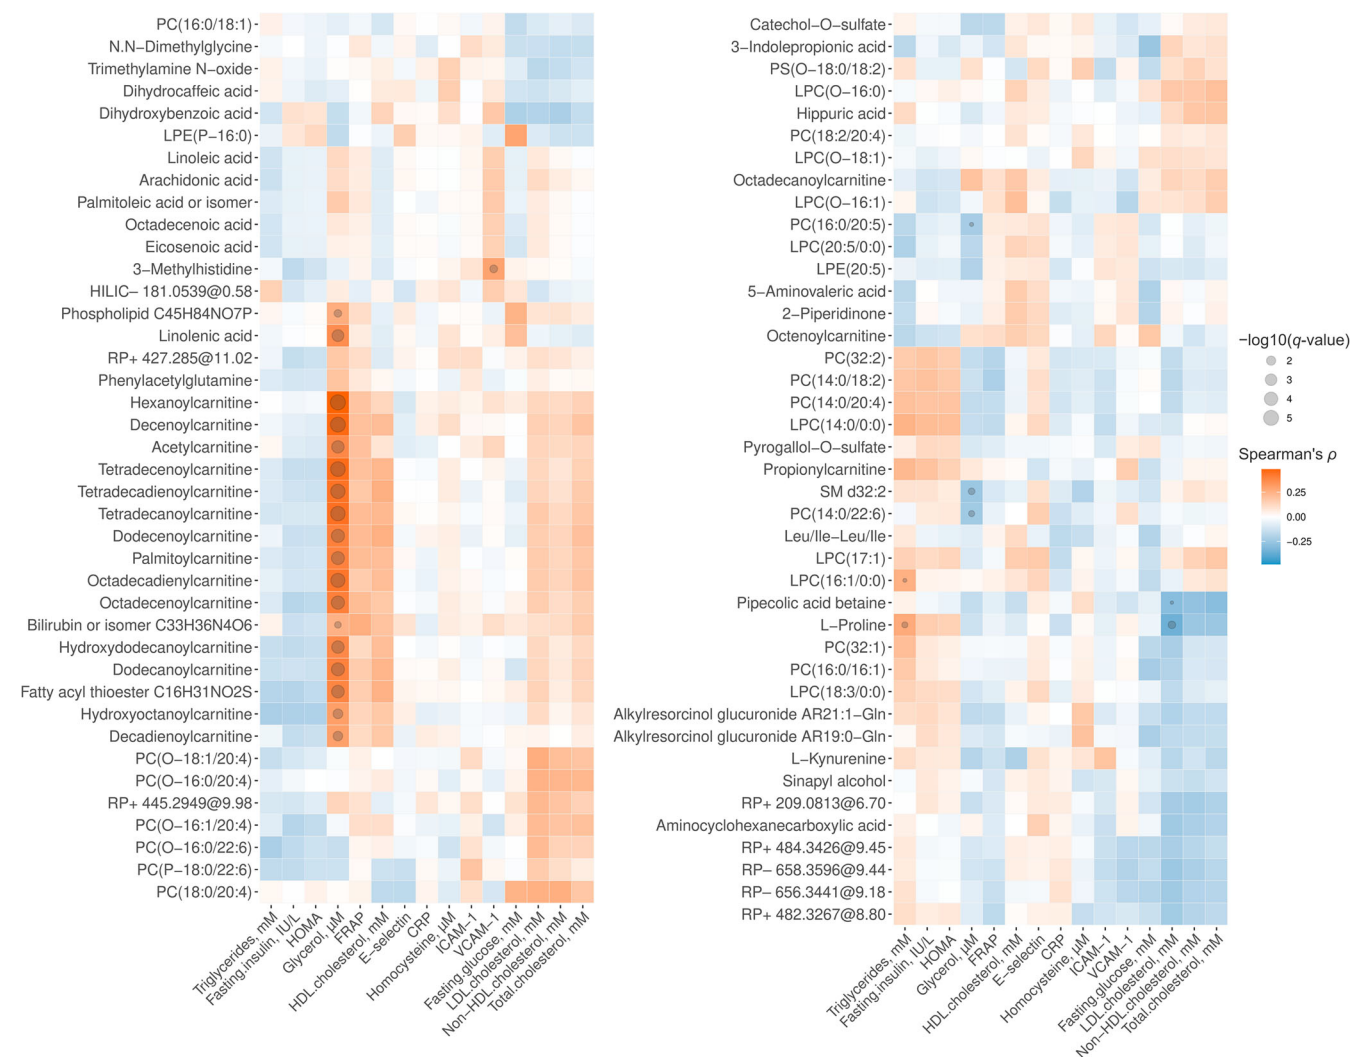 PC(16:0/18:1)
N.N−Dimethylglycine
Trimethylamine N−oxide
Dihydrocaffeic acid
Dihydroxybenzoic acid
LPE(P−16:0)
Linoleic acid
Arachidonic acid
Palmitoleic acid or isomer
Octadecenoic acid
Eicosenoic acid
3−Methylhistidine
HILIC− 181.0539@0.58
Phospholipid C45H84NO7P
Linolenic acid
RP+ 427.285@11.02
Phenylacetylglutamine
Hexanoylcarnitine
Decenoylcarnitine
Acetylcarnitine
Tetradecenoylcarnitine
Tetradecadienoylcarnitine
Tetradecanoylcarnitine
Dodecenoylcarnitine
Palmitoylcarnitine
Octadecadienylcarnitine
Octadecenoylcarnitine
Bilirubin or isomer C33H36N4O6
Hydroxydodecanoylcarnitine
Dodecanoylcarnitine
Fatty acyl thioester C16H31NO2S
Hydroxyoctanoylcarnitine
Decadienoylcarnitine
PC(O−18:1/20:4)
PC(O−16:0/20:4)
RP+ 445.2949@9.98
PC(O−16:1/20:4)
PC(O−16:0/22:6)
PC(P−18:0/22:6)
PC(18:0/20:4)
Triglycerides, mM
Fasting.insulin, IU/L
HOMA
Glycerol, µM
FRAP
HDL.cholesterol, mM
E−selectin
CRP
Homocysteine, µM
ICAM−1
VCAM−1
Fasting.glucose, mM
LDL.cholesterol, mM
Non−HDL.cholesterol, mM
Total.cholesterol, mM
Catechol−O−sulfate
3−Indolepropionic acid
PS(O−18:0/18:2)
LPC(O−16:0)
Hippuric acid
PC(18:2/20:4)
LPC(O−18:1)
Octadecanoylcarnitine
LPC(O−16:1)
PC(16:0/20:5)
LPC(20:5/0:0)
LPE(20:5)
5−Aminovaleric acid
2−Piperidinone
Octenoylcarnitine
PC(32:2)
PC(14:0/18:2)
PC(14:0/20:4)
LPC(14:0/0:0)
Pyrogallol−O−sulfate
Propionylcarnitine
SM d32:2
PC(14:0/22:6)
Leu/Ile−Leu/Ile
LPC(17:1)
LPC(16:1/0:0)
Pipecolic acid betaine
L−Proline
PC(32:1)
PC(16:0/16:1)
LPC(18:3/0:0)
Alkylresorcinol glucuronide AR21:1−Gln
Alkylresorcinol glucuronide AR19:0−Gln
L−Kynurenine
Sinapyl alcohol
RP+ 209.0813@6.70
Aminocyclohexanecarboxylic acid
RP+ 484.3426@9.45
RP− 658.3596@9.44
RP− 656.3441@9.18
RP+ 482.3267@8.80
Triglycerides, mM
Fasting.insulin, IU/L
HOMA
Glycerol, µM
FRAP
HDL.cholesterol, mM
E−selectin
CRP
Homocysteine, µM
ICAM−1
VCAM−1
Fasting.glucose, mM
LDL.cholesterol, mM
Non−HDL.cholesterol, mM
Total.cholesterol, mM
−log10(q-value)
2
3
4
5
Spearman's ρ
0.25
0.00
−0.25